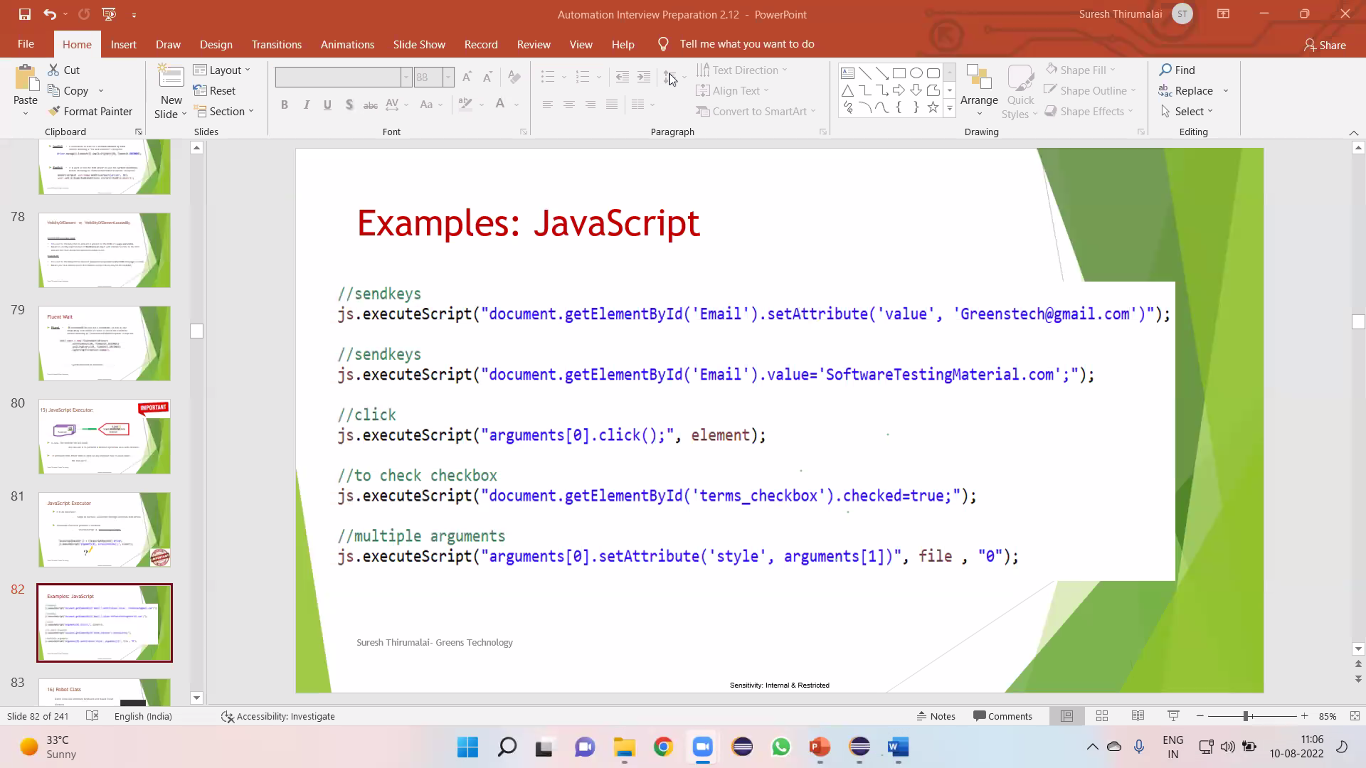 Automation Interview Preparation 2.12 - PowerPoint
Suresh Thirumalai ST
File Home Insert Draw Design Transitions Animations Slide Show Record Review View Help Tell me what you want to do Share
Paste
Cut
Copy
Format Painter
Clipboard
New Slide
Layout
Reset
Section
Slides
88
B I U S abc AV Aa A
Font
Text Direction
Align Text
Convert to SmartArt
Paragraph
Arrange
Quick Styles
Shape Fill
Shape Outline
Shape Effects
Drawing
Find
Replace
Select
Editing
78
79
Fluent Wait
80
15) JavaScript Executor:
IMPORTANT
81
JavaScript Executor
82
Examples: JavaScript
83
16) Robot Class
Examples: JavaScript
//sendkeys
js.executeScript("document.getElementById('Email').setAttribute('value', 'Greenstech@gmail.com')");
//sendkeys
js.executeScript("document.getElementById('Email').value='SoftwareTestingMaterial.com';");
//click
js.executeScript("arguments[0].click();", element);
//to check checkbox
js.executeScript("document.getElementById('terms_checkbox').checked=true;");
//multiple arguments
js.executeScript("arguments[0].setAttribute('style', arguments[1])", file , "0");
Suresh Thirumalai- Greens Technology
Sensitivity: Internal & Restricted
Slide 82 of 241 English (India) Accessibility: Investigate Notes Comments 85%
33°C
Sunny
ENG
IN
11:06
10-08-2022